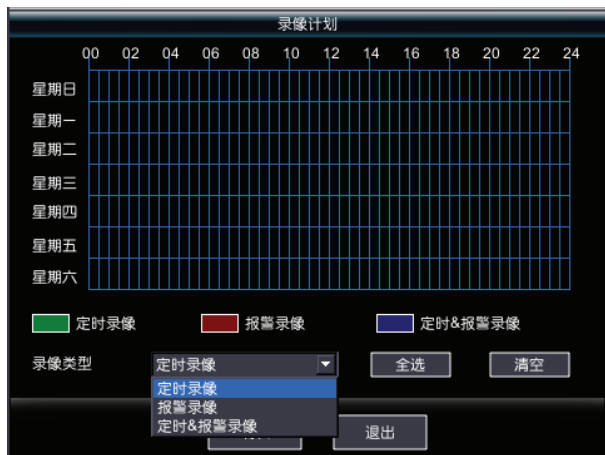 录像计划
00 02 04 06 08 10 12 14 16 18 20 22 24
星期日
星期一
星期二
星期三
星期四
星期五
星期六
定时录像 报警录像 定时&报警录像
录像类型 定时录像 全选 清空
定时录像
报警录像
定时&报警录像
退出